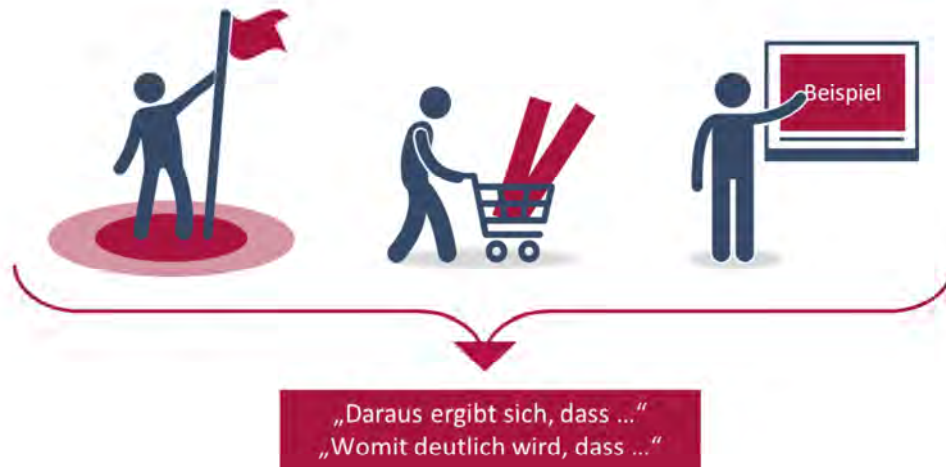 Beispiel
„Daraus ergibt sich, dass ...“
„Womit deutlich wird, dass ...“